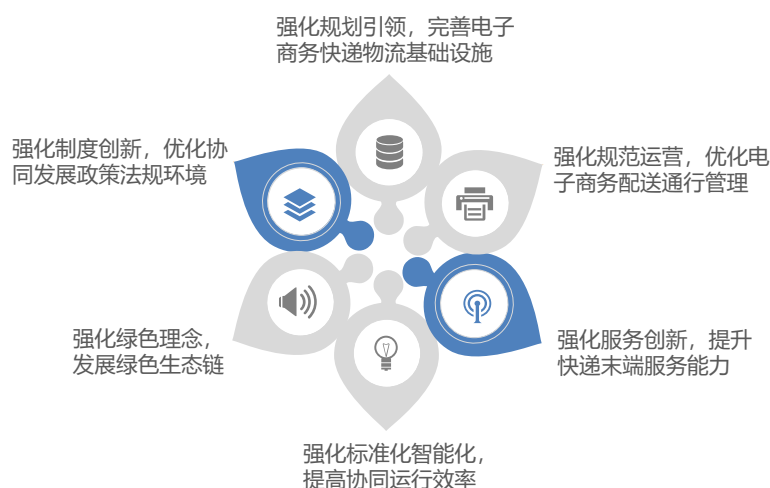 强化规划引领，完善电子
商务快递物流基础设施
强化制度创新，优化协
同发展政策法规环境
强化规范运营，优化电
子商务配送通行管理
强化绿色理念，
发展绿色生态链
强化服务创新，提升
快递末端服务能力
强化标准化智能化，
提高协同运行效率